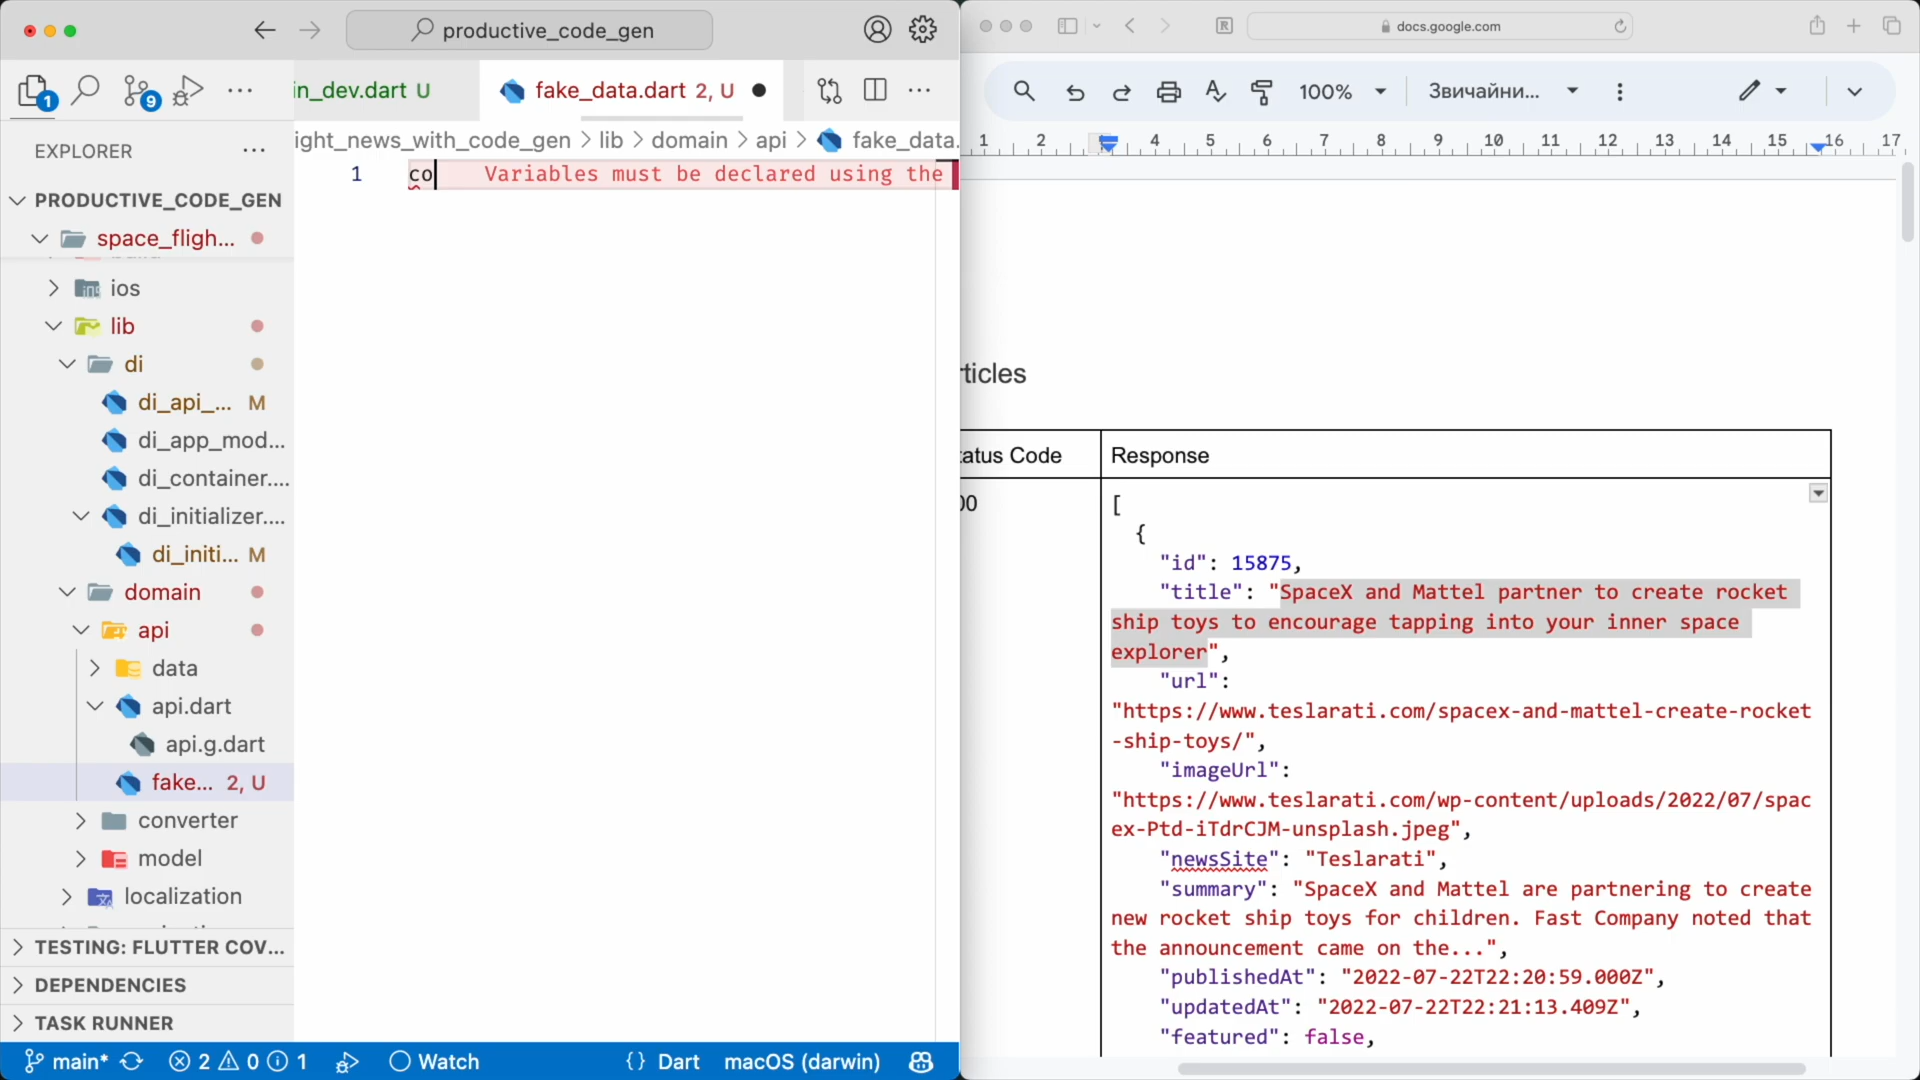 productive_code_gen
1
9
in_dev.dart U
fake_data.dart 2, U
EXPLORER
ight_news_with_code_gen > lib > domain > api > fake_data.
1
co
Variables must be declared using the
PRODUCTIVE_CODE_GEN
space_fligh...
ios
lib
di
di_api_... M
di_app_mod...
di_container....
di_initializer....
di_initi... M
domain
api
data
api.dart
api.g.dart
fake... 2, U
converter
model
localization
TESTING: FLUTTER COV...
DEPENDENCIES
TASK RUNNER
main* 2 0 1 Watch {} Dart macOS (darwin)
docs.google.com
100% Звичайни...
1 2 4 5 6 7 8 9 10 11 12 13 14 15 16 17
rticles
tatus Code
Response
00
[
{
"id": 15875,
"title": "SpaceX and Mattel partner to create rocket
ship toys to encourage tapping into your inner space
explorer",
"url":
"https://www.teslarati.com/spacex-and-mattel-create-rocket
-ship-toys/",
"imageUrl":
"https://www.teslarati.com/wp-content/uploads/2022/07/spac
ex-Ptd-iTdrCJM-unsplash.jpeg",
"newsSite": "Teslarati",
"summary": "SpaceX and Mattel are partnering to create
new rocket ship toys for children. Fast Company noted that
the announcement came on the...",
"publishedAt": "2022-07-22T22:20:59.000Z",
"updatedAt": "2022-07-22T22:21:13.409Z",
"featured": false,